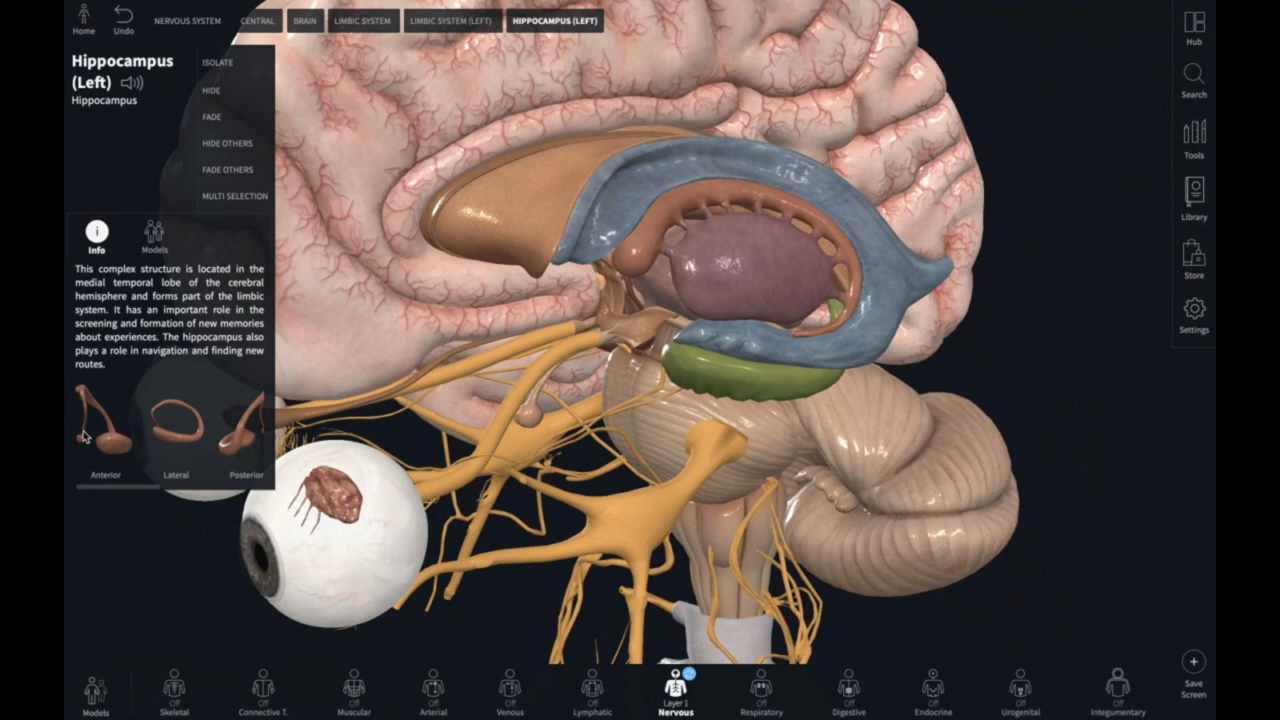 Home
Undo
NERVOUS SYSTEM
CENTRAL
BRAIN
LIMBIC SYSTEM
LIMBIC SYSTEM (LEFT)
HIPPOCAMPUS (LEFT)
Hippocampus
(Left)
Hippocampus
ISOLATE
HIDE
FADE
HIDE OTHERS
FADE OTHERS
MULTI SELECTION
Info
Models
This complex structure is located in the
medial temporal lobe of the cerebral
hemisphere and forms part of the limbic
system. It has an important role in the
screening and formation of new memories
about experiences. The hippocampus also
plays a role in navigation and finding new
routes.
Anterior
Lateral
Posterior
Hub
Search
Tools
Library
Store
Settings
Save
Screen
Models
Off
Skeletal
Off
Connective T.
Off
Muscular
Off
Arterial
Off
Venous
Off
Lymphatic
Layer 1
Nervous
Off
Respiratory
Off
Digestive
Off
Endocrine
Off
Urogenital
Off
Integumentary